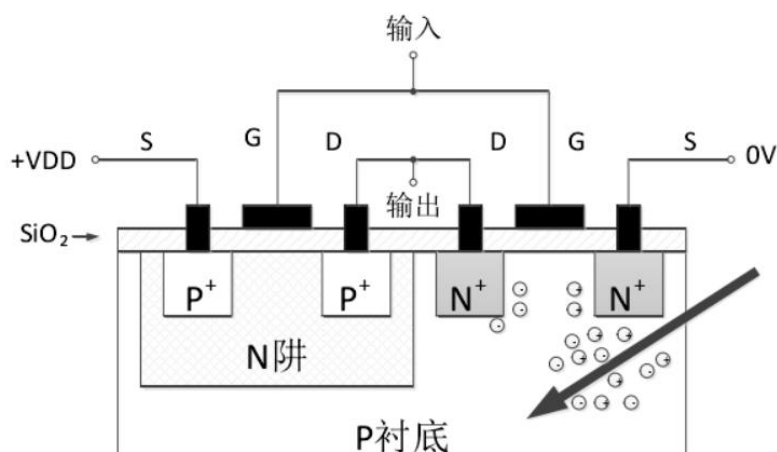 输入
S G D D G S
+VDD 0V
输出
SiO₂
P⁺ P⁺ N⁺ N⁺
N阱
P衬底